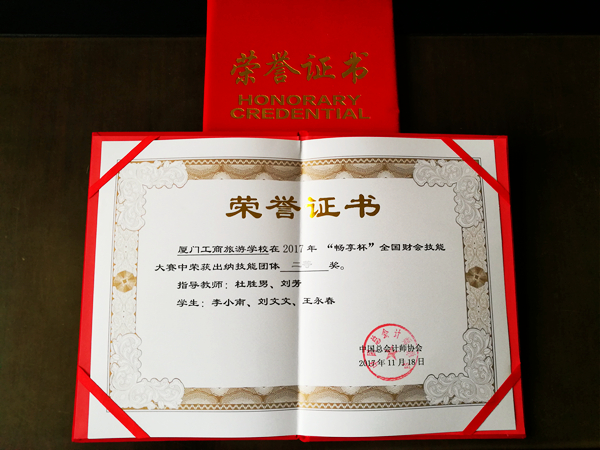 荣誉证书
HONORARY
CREDENTIAL
荣誉证书
厦门工商旅游学校在2017年“畅享杯”全国财会技能
大赛中荣获出纳技能团体 二等 奖。
指导教师：杜胜男、刘芳
学生：李小南、刘文文、王永春
中国总会计师协会
2017年11月18日